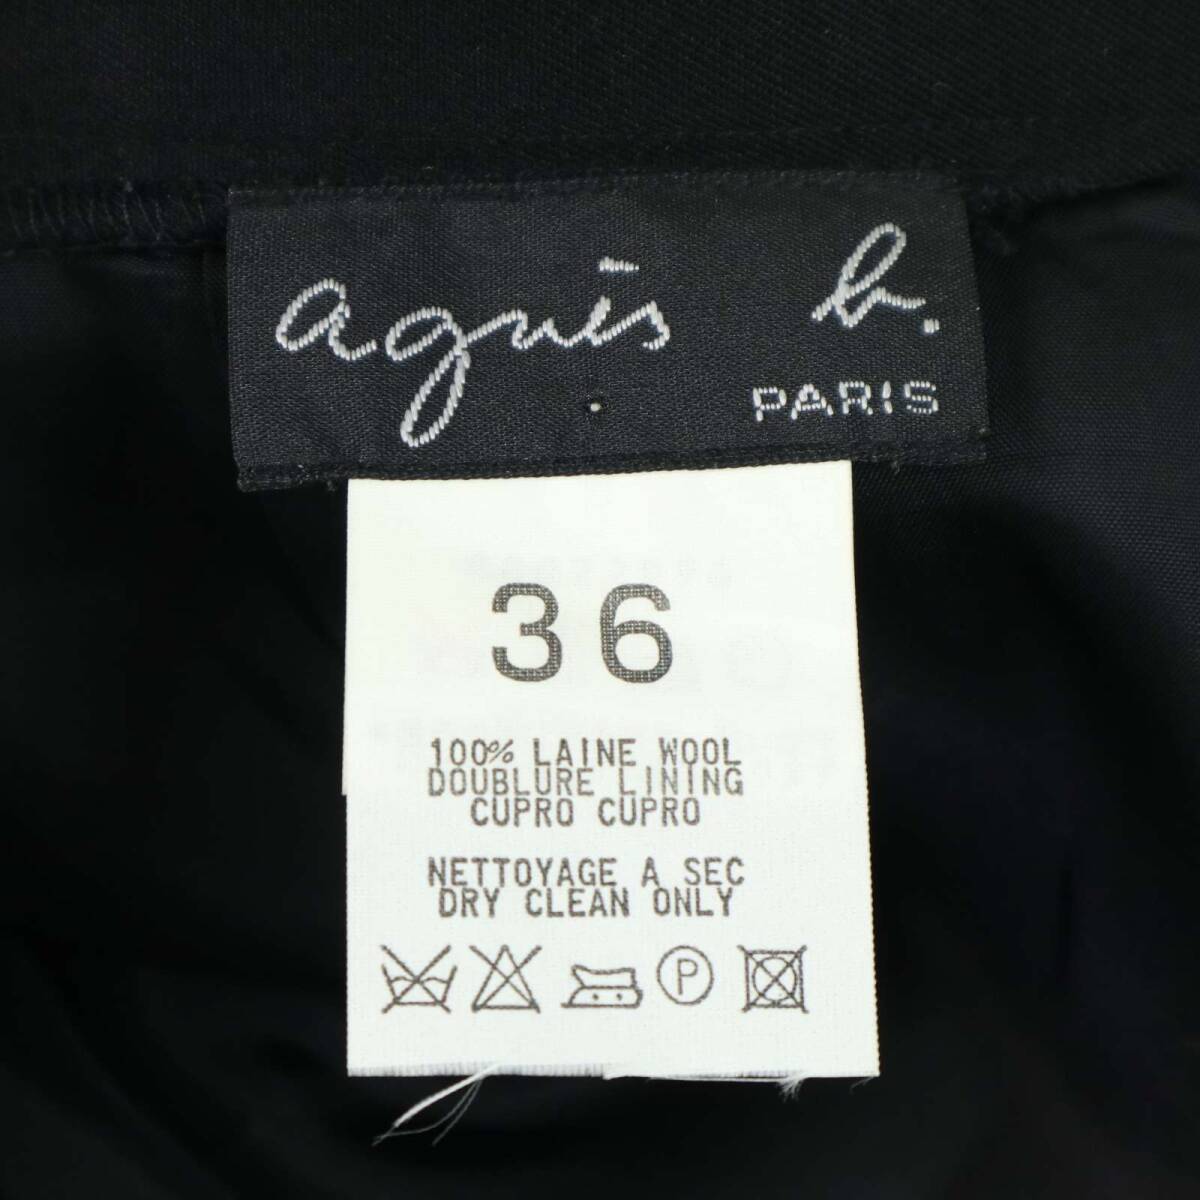 agnès b.
PARIS
36
100% LAINE WOOL
DOUBLURE LINING
CUPRO CUPRO
NETTOYAGE A SEC
DRY CLEAN ONLY
P